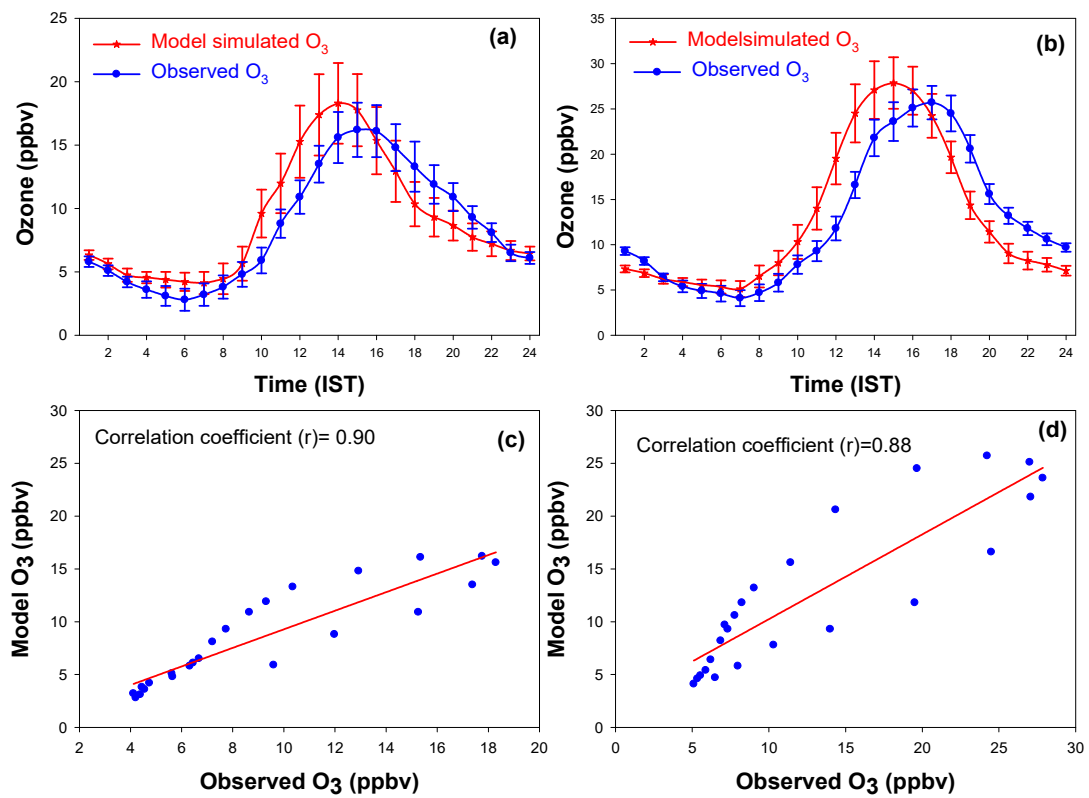 (a)
Model simulated O3
Observed O3
Ozone (ppbv)
25
20
15
10
5
0
2 4 6 8 10 12 14 16 18 20 22 24
Time (IST)
(b)
Modelsimulated O3
Observed O3
Ozone (ppbv)
35
30
25
20
15
10
5
0
2 4 6 8 10 12 14 16 18 20 22 24
Time (IST)
(c)
Correlation coefficient (r)= 0.90
Model O3 (ppbv)
30
25
20
15
10
5
0
2 4 6 8 10 12 14 16 18 20
Observed O3 (ppbv)
(d)
Correlation coefficient (r)=0.88
Model O3 (ppbv)
30
25
20
15
10
5
0
0 5 10 15 20 25 30
Observed O3 (ppbv)